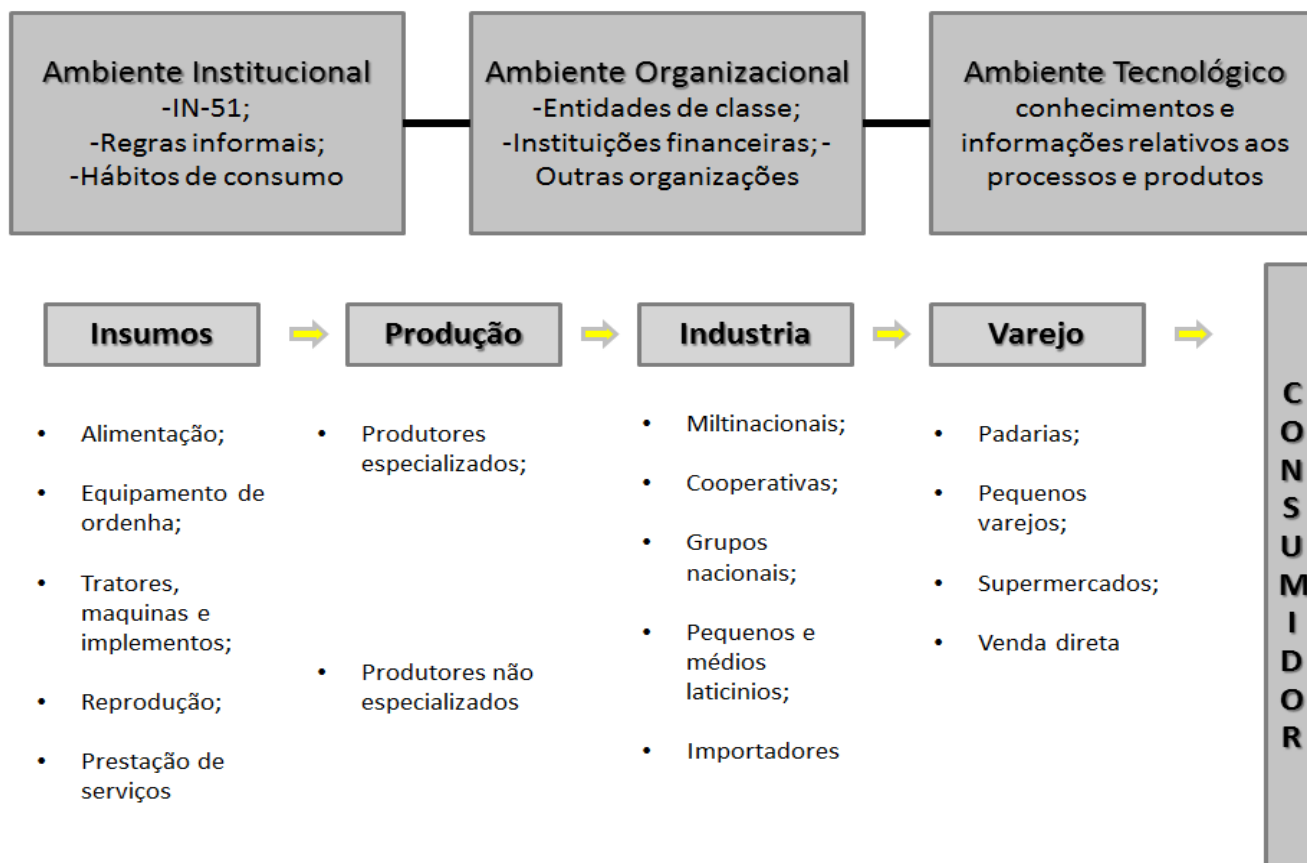 Ambiente Institucional
-IN-51;
-Regras informais;
-Hábitos de consumo
Ambiente Organizacional
-Entidades de classe;
-Instituições financeiras; -
Outras organizações
Ambiente Tecnológico
conhecimentos e
informações relativos aos
processos e produtos
Insumos
Produção
Industria
Varejo
• Alimentação;
• Equipamento de
ordenha;
• Tratores,
maquinas e
implementos;
• Reprodução;
• Prestação de
serviços
• Produtores
especializados;
• Produtores não
especializados
• Miltinacionais;
• Cooperativas;
• Grupos
nacionais;
• Pequenos e
médios
laticinios;
• Importadores
• Padarias;
• Pequenos
varejos;
• Supermercados;
• Venda direta
CONSUMIDOR